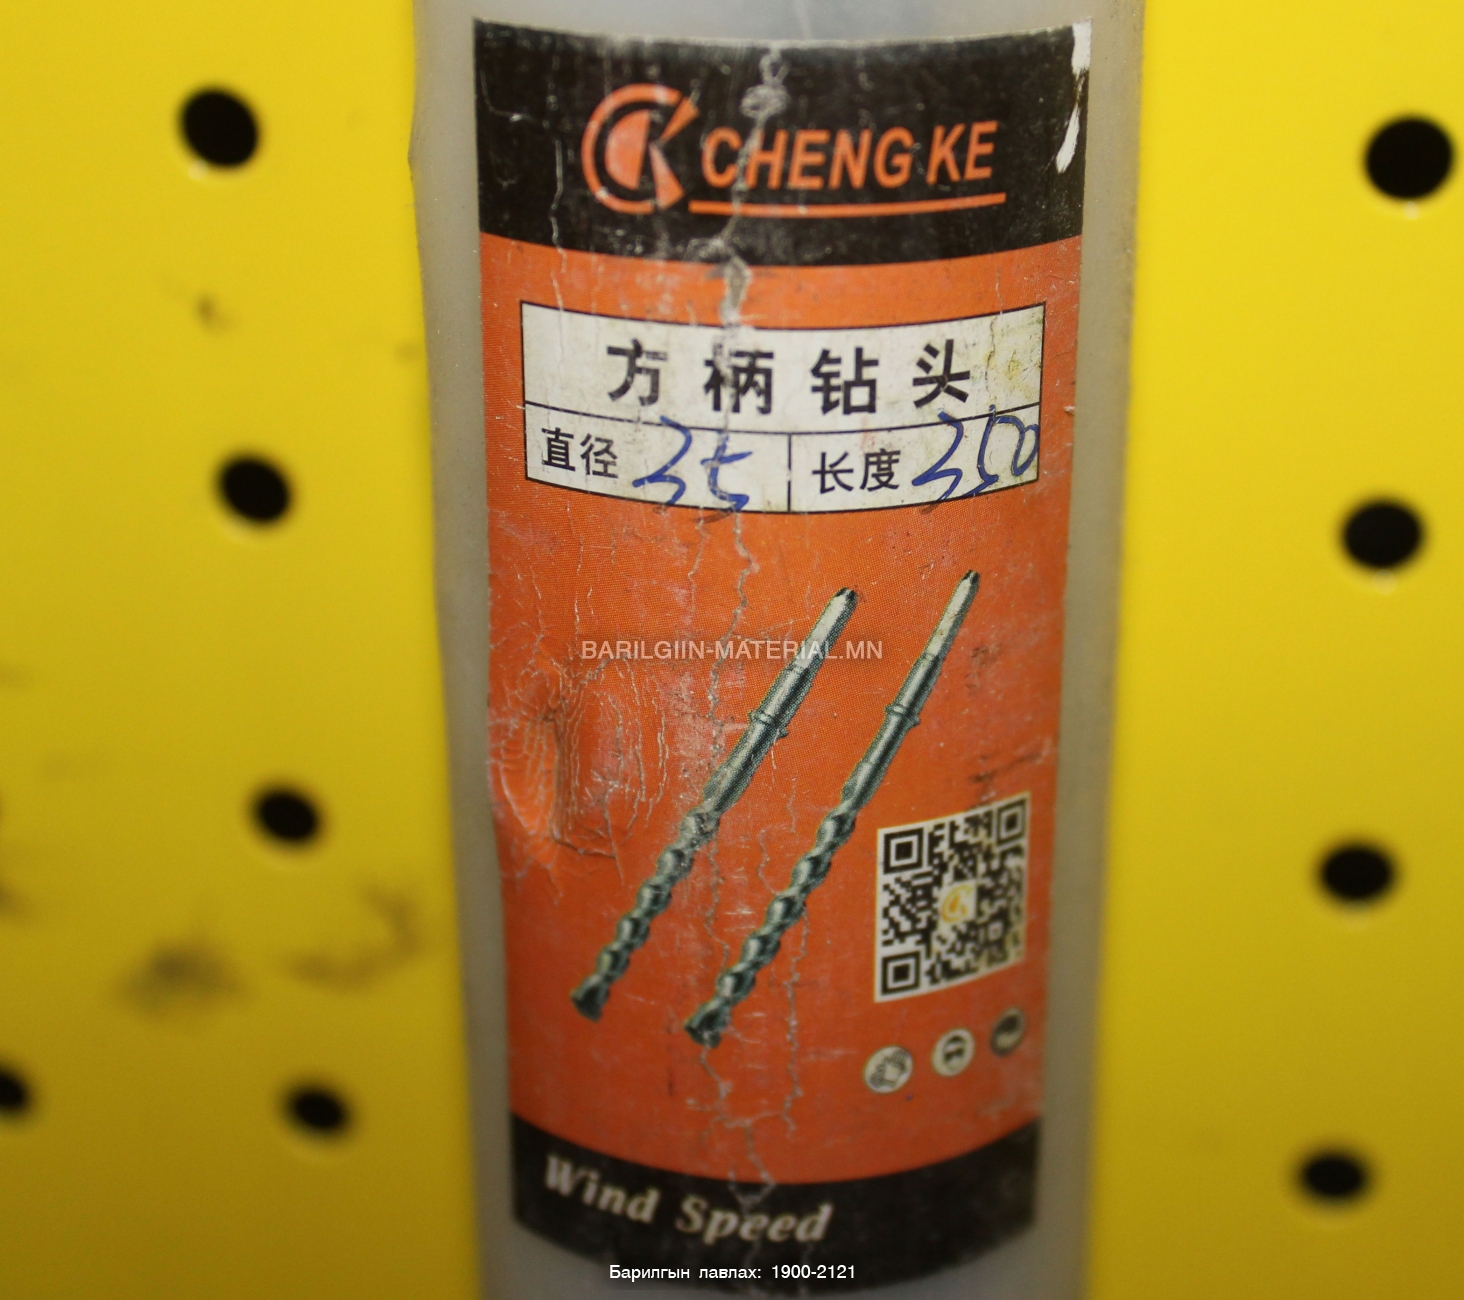 CHENG KE
方柄钻头
直径 35 长度 350
BARILGIIN-MATERIAL.MN
Wind Speed
Барилгын лавлах: 1900-2121